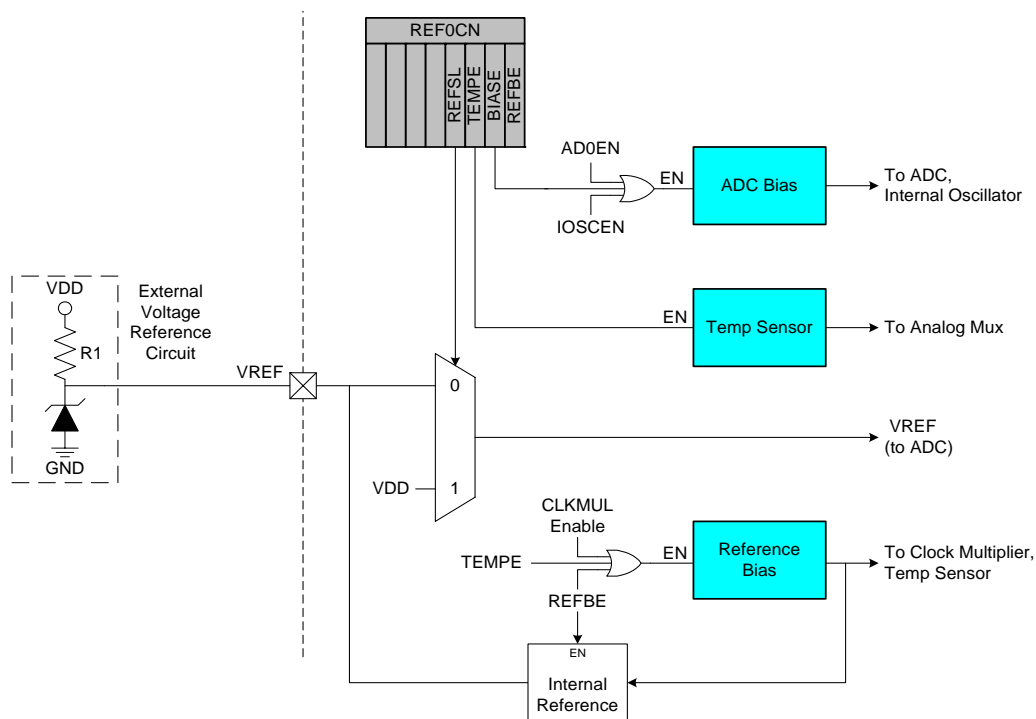 REF0CN
REFSL
TEMPE
BIASE
REFBE
AD0EN
IOSCEN
EN
ADC Bias
To ADC,
Internal Oscillator
VDD
R1
GND
External
Voltage
Reference
Circuit
EN
Temp Sensor
To Analog Mux
VREF
0
VDD
1
VREF
(to ADC)
CLKMUL
Enable
TEMPE
REFBE
EN
Reference
Bias
To Clock Multiplier,
Temp Sensor
EN
Internal
Reference